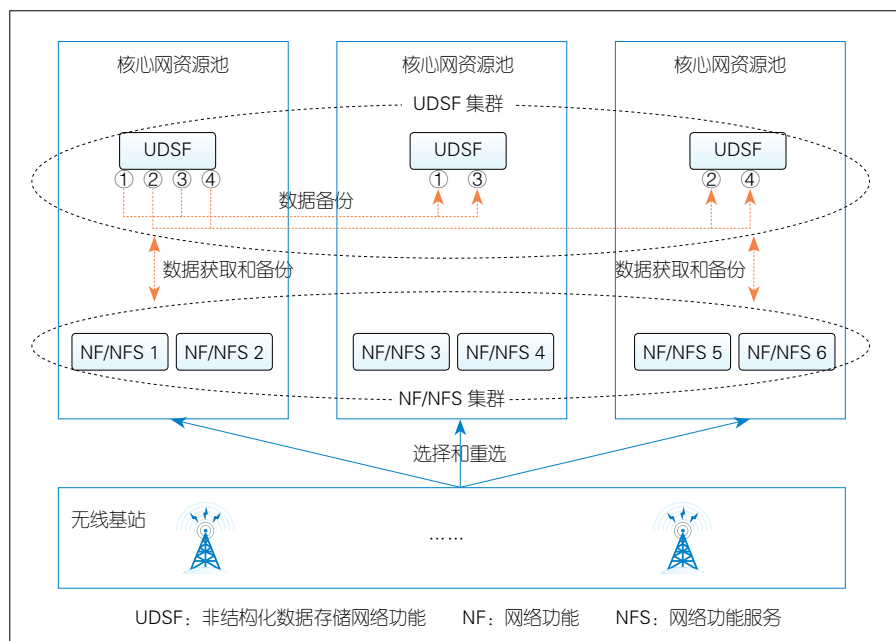 核心网资源池 核心网资源池 核心网资源池
UDSF 集群
UDSF UDSF UDSF
① ② ③ ④ ① ③ ② ④
数据备份
数据获取和备份 数据获取和备份
NF/NFS 1 NF/NFS 2 NF/NFS 3 NF/NFS 4 NF/NFS 5 NF/NFS 6
NF/NFS 集群
选择和重选
无线基站
……
UDSF：非结构化数据存储网络功能 NF：网络功能 NFS：网络功能服务